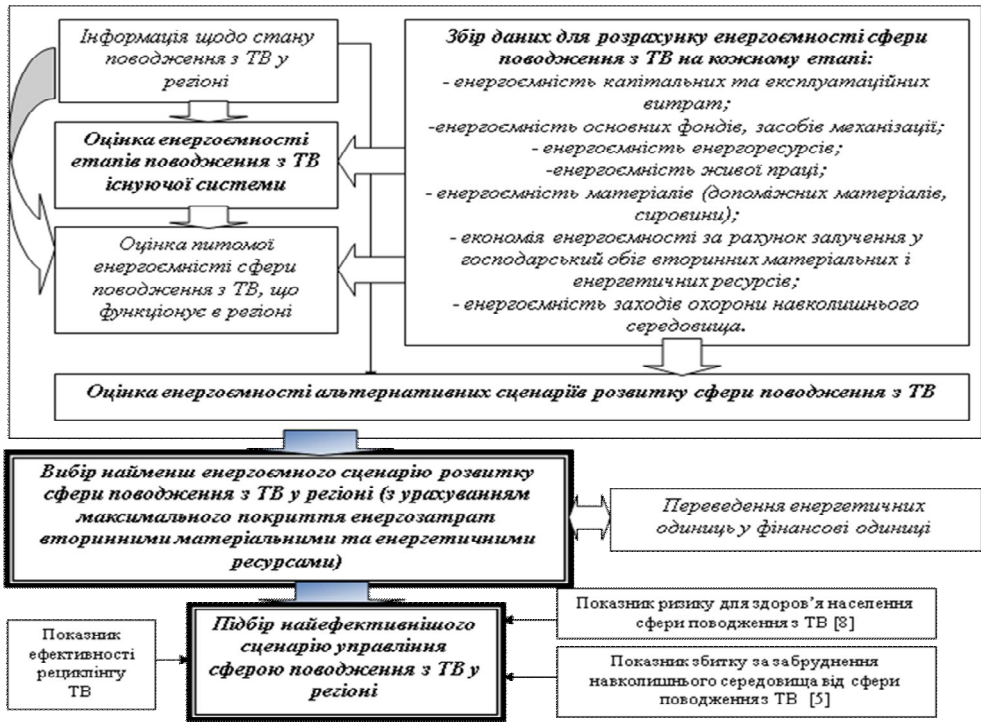 Інформація щодо стану
поводження з ТВ у
регіоні
Оцінка енергоємності
етапів поводження з ТВ
існуючої системи
Оцінка питомої
енергоємністі сфери
поводження з ТВ, що
функціонує в регіоні
Збір даних для розрахунку енергоємності сфери
поводження з ТВ на кожному етапі:
- енергоємність капітальних та експлуатаційних
витрат;
-енергоємність основних фондів, засобів механізації;
- енергоємність енергоресурсів;
-енергоємність живої праці;
- енергоємність матеріалів (допоміжних матеріалів,
сировини);
- економія енергоємності за рахунок залучення у
господарський обіг вторинних матеріальних і
енергетичних ресурсів;
- енергоємність заходів охорони навколишнього
середовища.
Оцінка енергоємності альтернативних сценаріїв розвитку сфери поводження з ТВ
Вибір найменш енергоємного сценарію розвитку
сфери поводження з ТВ у регіоні (з урахуванням
максимального покриття енергозатрат
вторинними матеріальними та енергетичними
ресурсами)
Переведення енергетичних
одиниць у фінансові одиниці
Показник
ефективності
рециклінгу
ТВ
Підбір найефективнішого
сценарію управління
сферою поводження з ТВ у
регіоні
Показник ризику для здоров’я населення
сфери поводження з ТВ [8]
Показник збитку за забруднення
навколишнього середовища від сфери
поводження з ТВ [5]